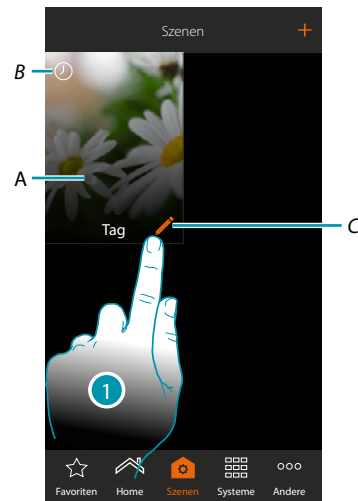 Szenen
B
A
Tag
C
1
Favoriten
Home
Szenen
Systeme
Andere